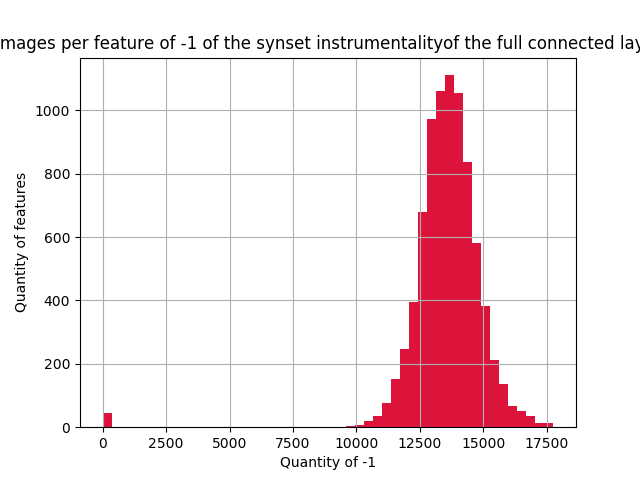 mages per feature of -1 of the synset instrumentalityof the full connected lay
1000
800
600
400
200
0
Quantity of features
0 2500 5000 7500 10000 12500 15000 17500
Quantity of -1